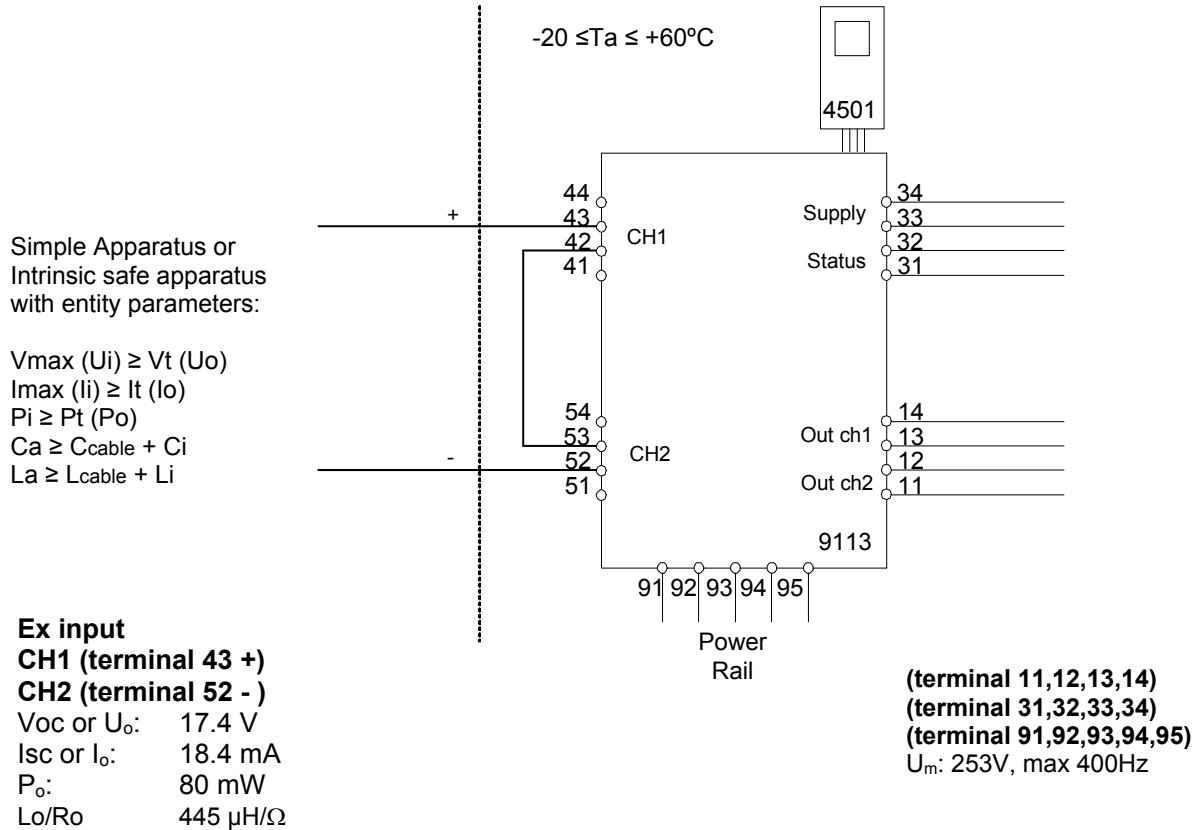 -20 ≤Ta ≤ +60ºC
4501
44
43
42
41
+
CH1
Supply
Status
34
33
32
31
Simple Apparatus or
Intrinsic safe apparatus
with entity parameters:
Vmax (Ui) ≥ Vt (Uo)
Imax (Ii) ≥ It (Io)
Pi ≥ Pt (Po)
Ca ≥ Ccable + Ci
La ≥ Lcable + Li
54
53
52
51
-
CH2
Out ch1
Out ch2
14
13
12
11
9113
91 92 93 94 95
Power
Rail
Ex input
CH1 (terminal 43 +)
CH2 (terminal 52 - )
Voc or Uo: 17.4 V
Isc or Io: 18.4 mA
Po: 80 mW
Lo/Ro 445 µH/Ω
(terminal 11,12,13,14)
(terminal 31,32,33,34)
(terminal 91,92,93,94,95)
Um: 253V, max 400Hz